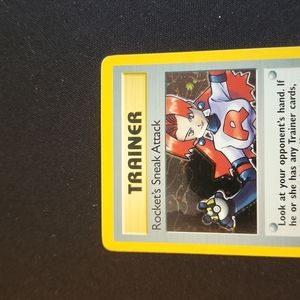 TRAINER
Rocket's Sneak Attack
Look at your opponent's hand. If
he or she has any Trainer cards,